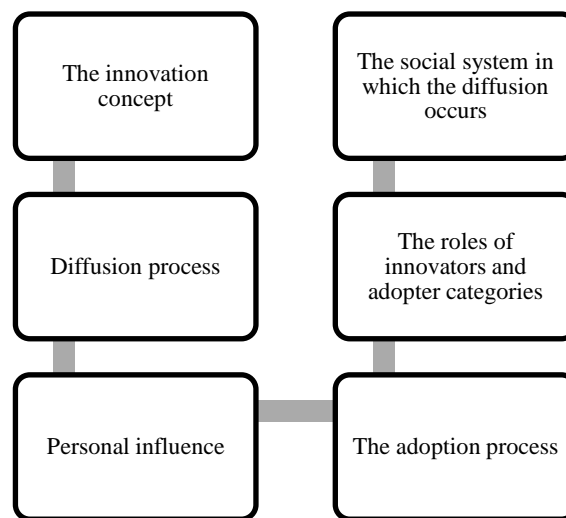 The innovation
concept
Diffusion process
Personal influence
The adoption process
The roles of
innovators and
adopter categories
The social system in
which the diffusion
occurs